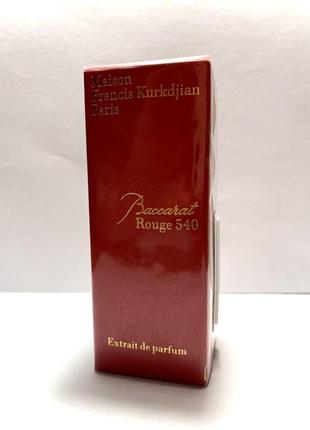 Maison
Francis Kurkdjian
Paris
Baccarat
Rouge 540
Extrait de parfum